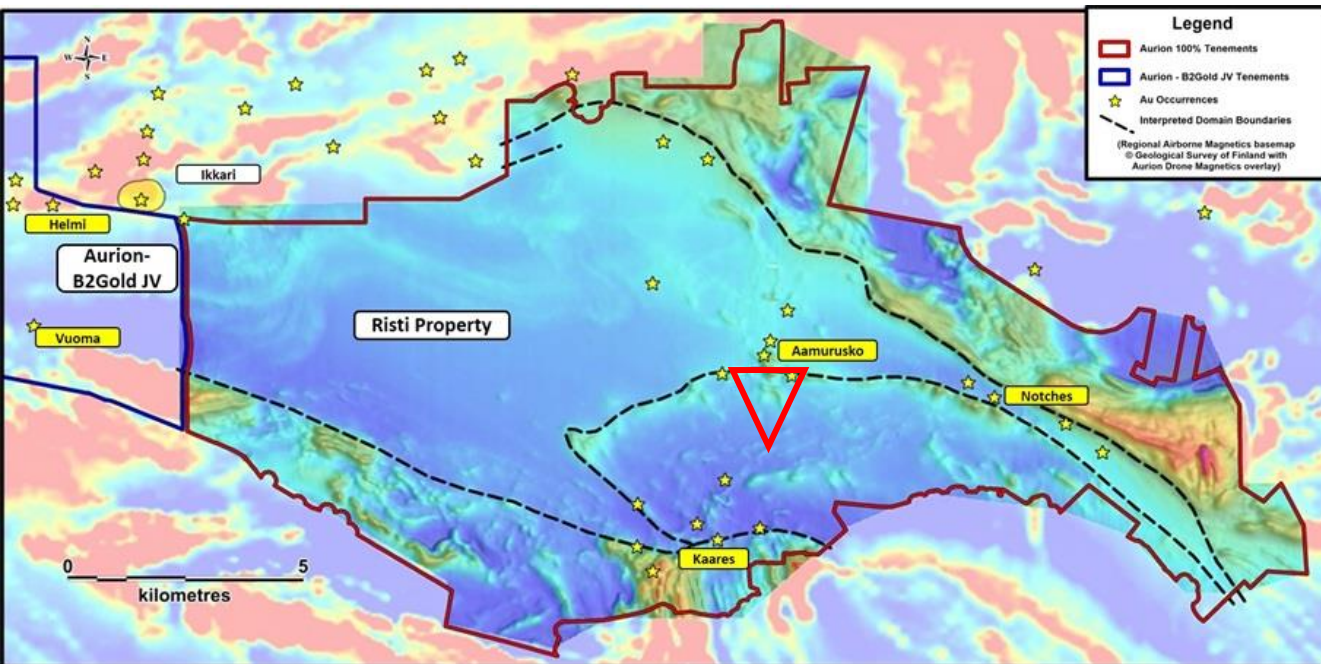 Legend
Aurion 100% Tenements
Aurion - B2Gold JV Tenements
Au Occurrences
Interpreted Domain Boundaries
(Regional Airborne Magnetics basemap
© Geological Survey of Finland with
Aurion Drone Magnetics overlay)
N
W E
S
Ikkari
Helmi
Aurion-
B2Gold JV
Risti Property
Vuoma
Aamurusko
Notches
Kaares
0 5
kilometres